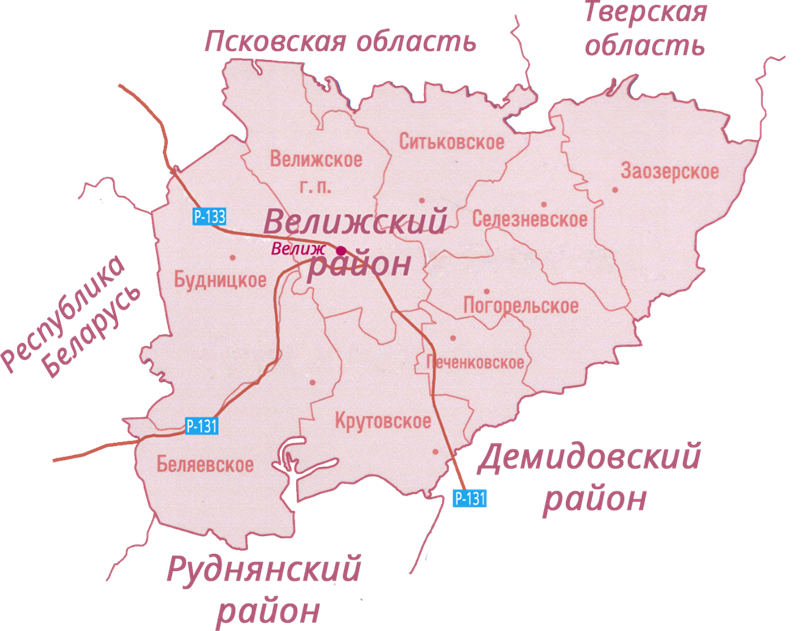 Тверская
область
Псковская область
Ситьковское
Велижское
г. п.
Заозерское
Р-133
Велижский
район
Селезневское
Велиж
Будницкое
Республика
Беларусь
Погорельское
Печенковское
Крутовское
Р-131
Беляевское
Демидовский
район
Р-131
Руднянский
район